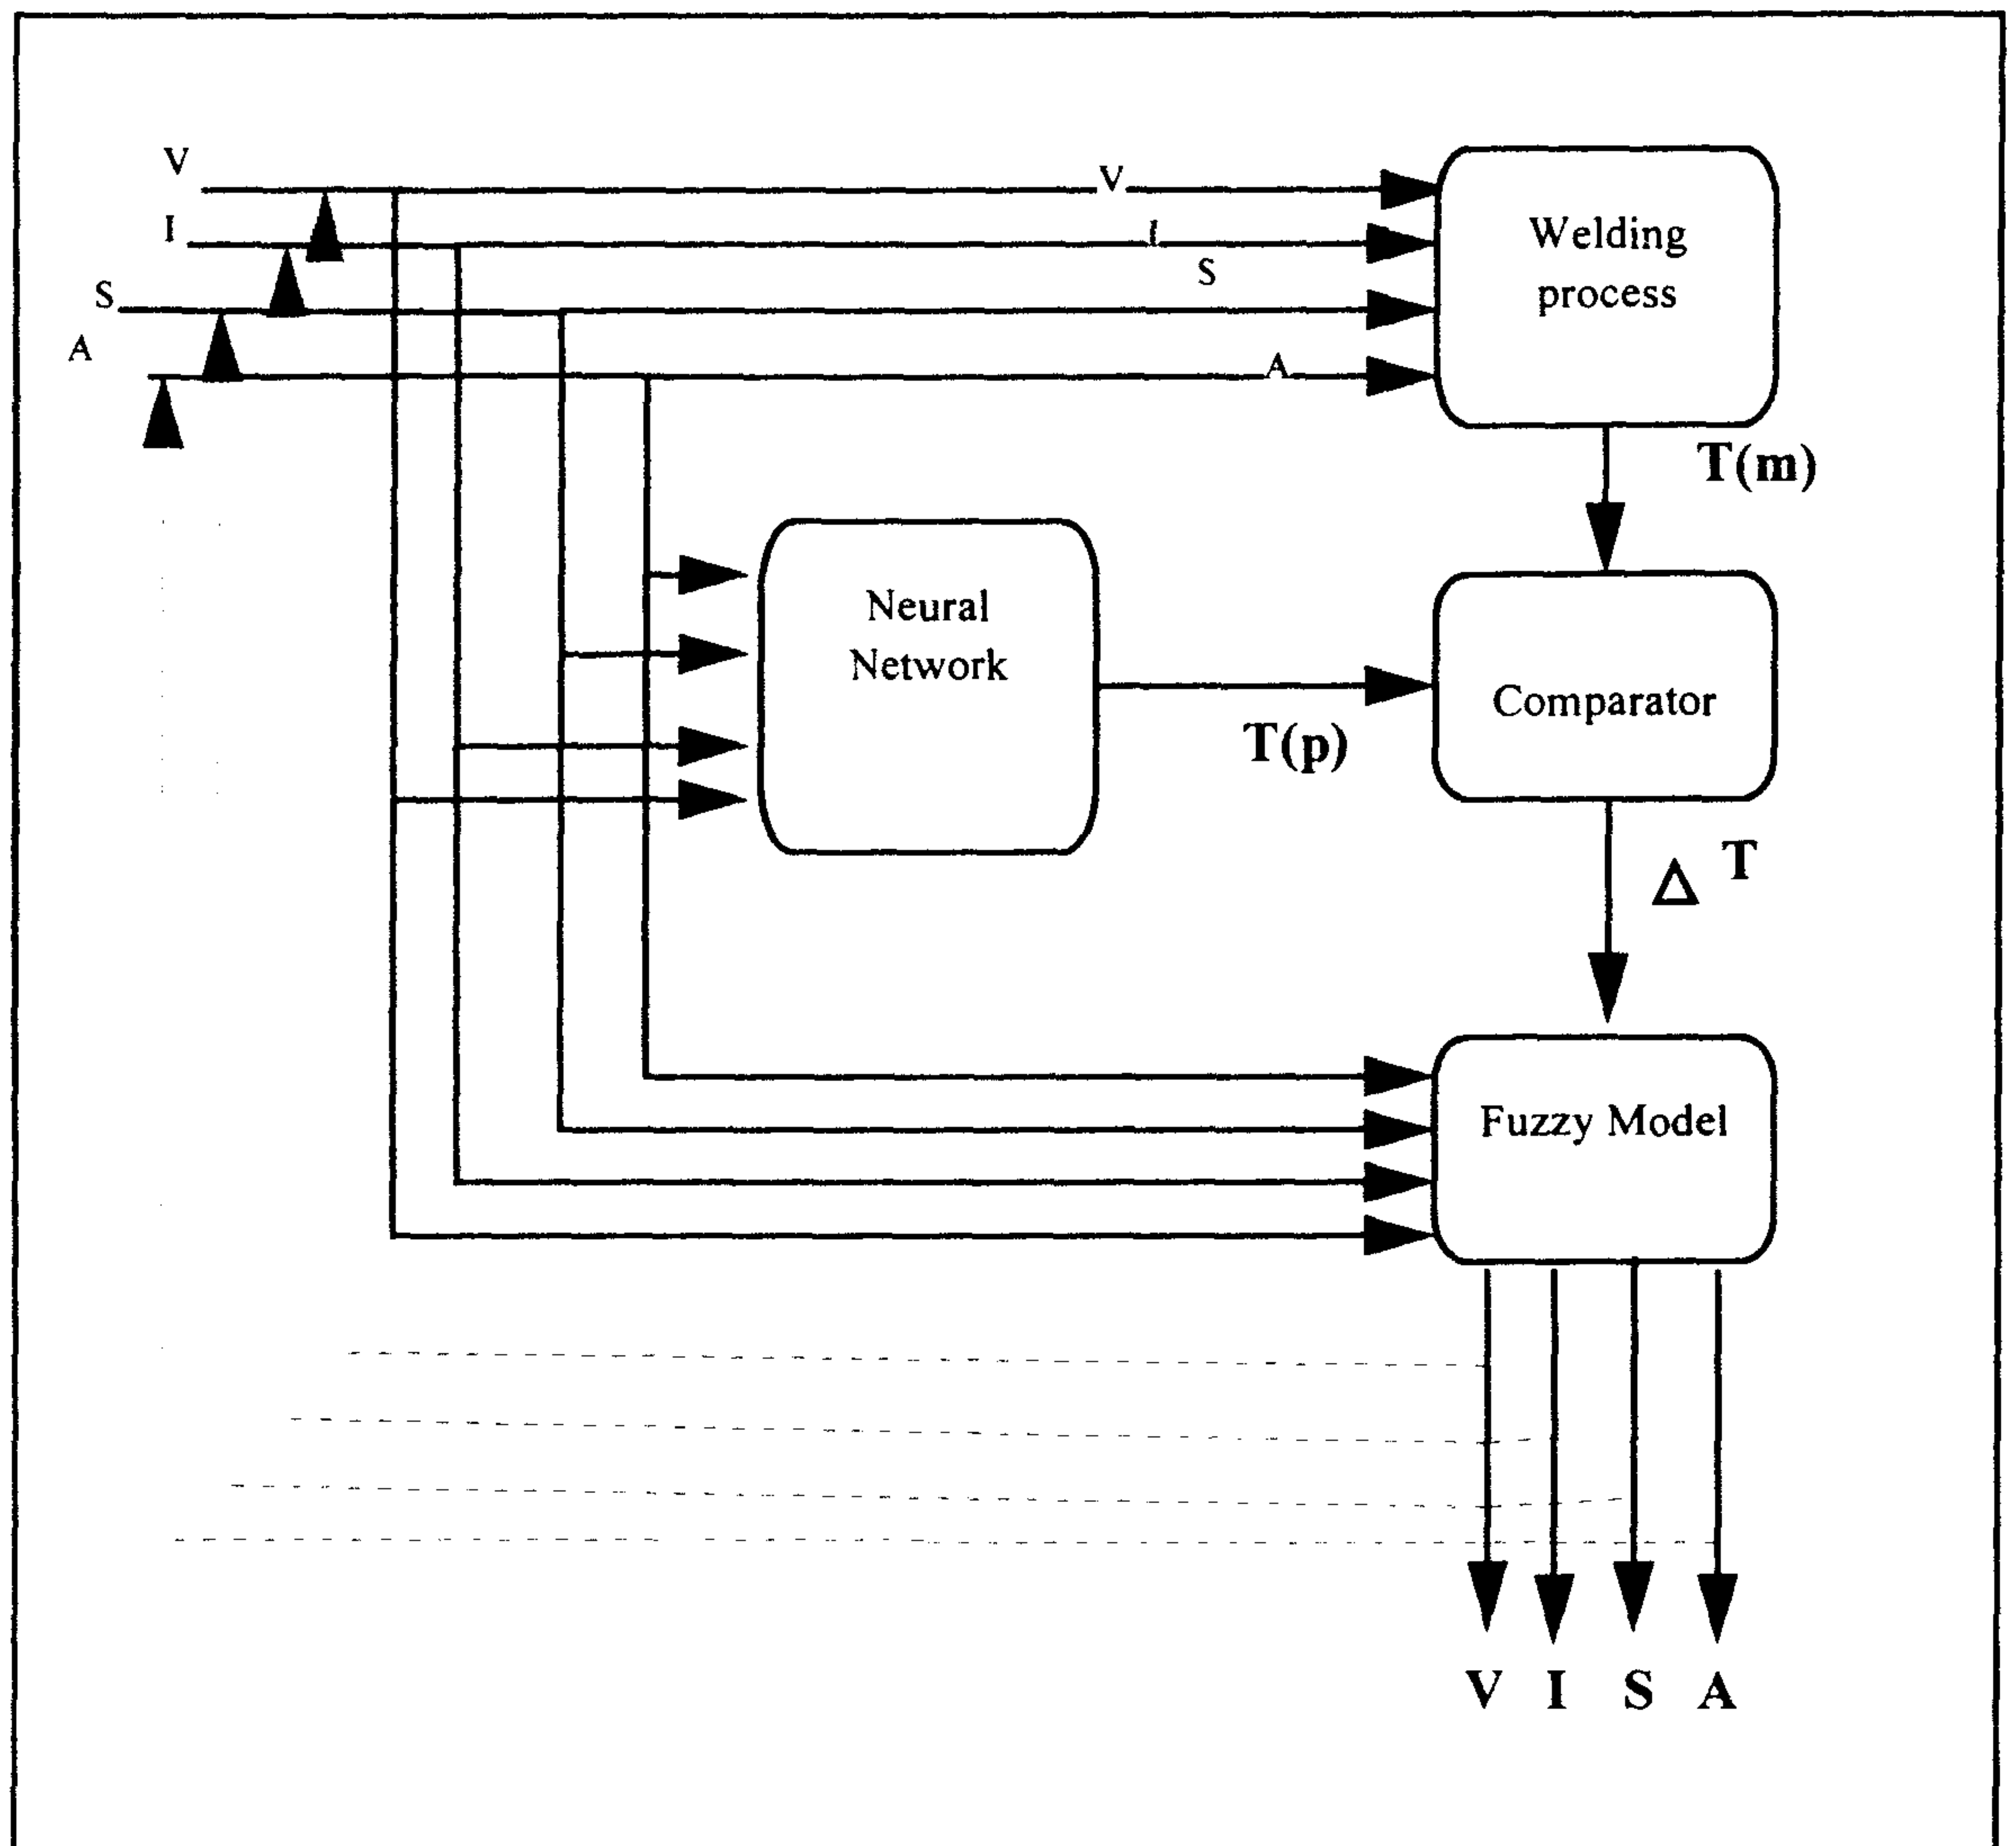 V
V
I
I
S
S
A
A
Welding
process
T(m)
Neural
Network
T(p)
Comparator
Δ T
Fuzzy Model
V I S A